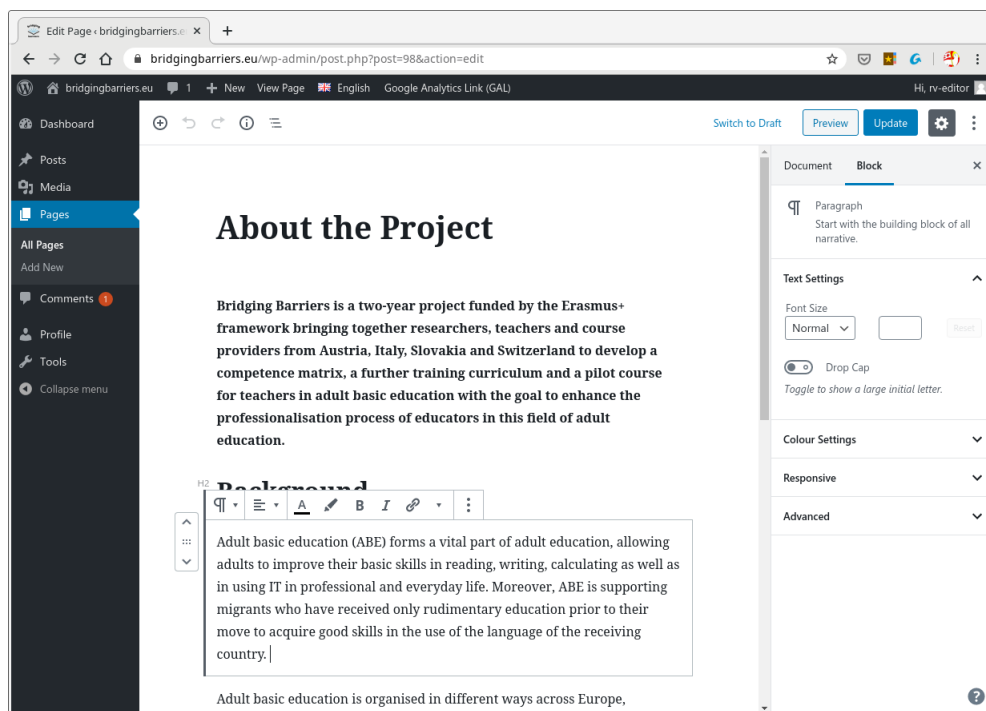 Edit Page ‹ bridgingbarriers.e
bridgingbarriers.eu/wp-admin/post.php?post=98&action=edit
bridgingbarriers.eu 1 New View Page English Google Analytics Link (GAL) Hi, rv-editor
Dashboard
Posts
Media
Pages
All Pages
Add New
Comments 1
Profile
Tools
Collapse menu
Switch to Draft Preview Update
About the Project
Bridging Barriers is a two-year project funded by the Erasmus+
framework bringing together researchers, teachers and course
providers from Austria, Italy, Slovakia and Switzerland to develop a
competence matrix, a further training curriculum and a pilot course
for teachers in adult basic education with the goal to enhance the
professionalisation process of educators in this field of adult
education.
H2 Background
A B I
Adult basic education (ABE) forms a vital part of adult education, allowing
adults to improve their basic skills in reading, writing, calculating as well as
in using IT in professional and everyday life. Moreover, ABE is supporting
migrants who have received only rudimentary education prior to their
move to acquire good skills in the use of the language of the receiving
country.
Adult basic education is organised in different ways across Europe,
Document Block
Paragraph
Start with the building block of all
narrative.
Text Settings
Font Size
Normal Reset
Drop Cap
Toggle to show a large initial letter.
Colour Settings
Responsive
Advanced